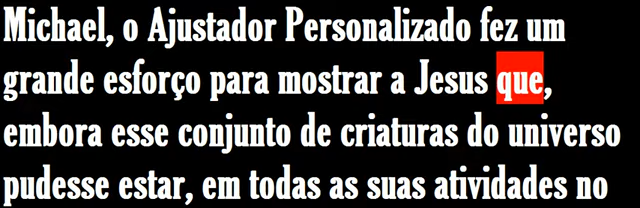 Michael, o Ajustador Personalizado fez um
grande esforço para mostrar a Jesus que,
embora esse conjunto de criaturas do universo
pudesse estar, em todas as suas atividades no